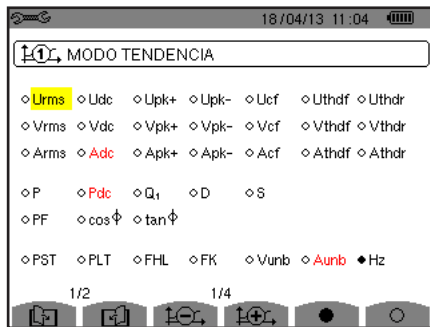 18/04/13 11:04
1 MODO TENDENCIA
Urms Udc Upk+ Upk- Ucf Uthdf Uthdr
Vrms Vdc Vpk+ Vpk- Vcf Vthdf Vthdr
Arms Adc Apk+ Apk- Acf Athdf Athdr
P Pdc Q₁ D S
PF cosΦ tanΦ
PST PLT FHL FK Vunb Aunb Hz
1/2 1/4